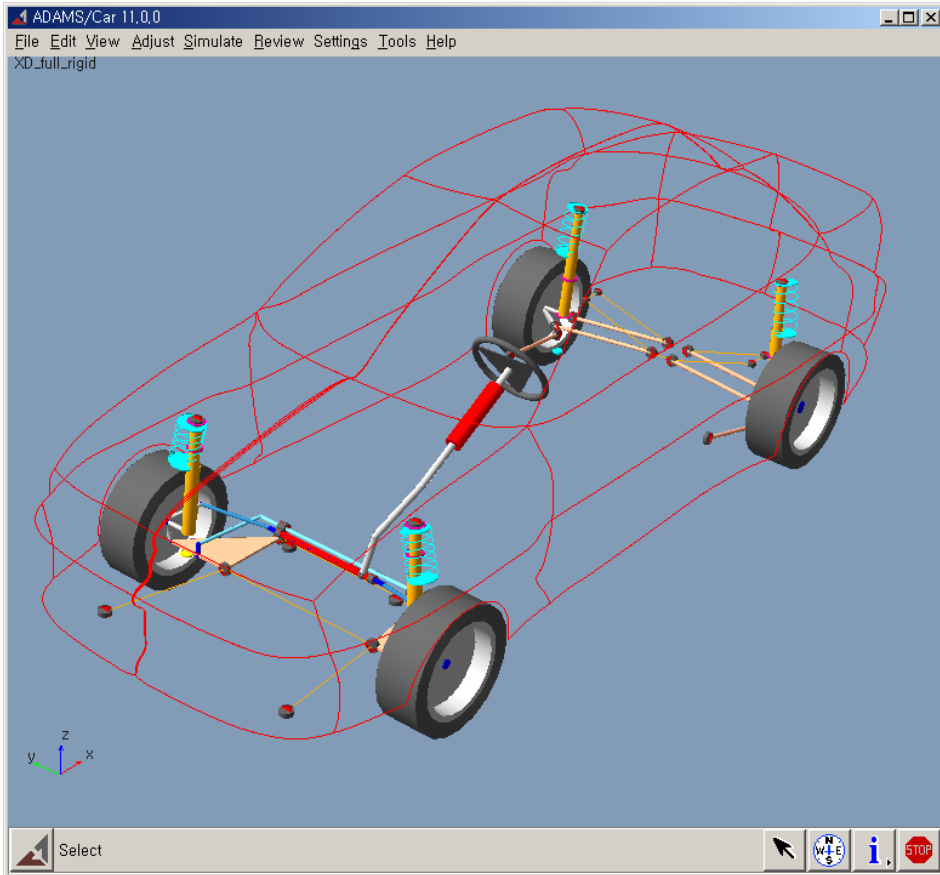 ADAMS/Car 11,0,0
File Edit View Adjust Simulate Review Settings Tools Help
XD_full_rigid
z
y x
Select
N
W E
S
i
STOP